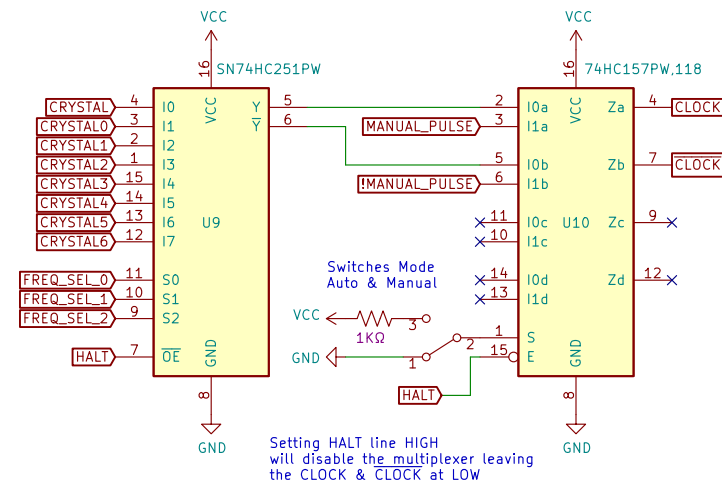 VCC
VCC
SN74HC251PW
74HC157PW,118
16
16
CRYSTAL 4 I0 VCC Y 5 2 I0a VCC Za 4 CLOCK
CRYSTAL0 3 I1 Y̅ 6 MANUAL_PULSE 3 I1a
CRYSTAL1 2 I2
CRYSTAL2 1 I3 5 I0b Zb 7 C̅L̅O̅C̅K̅
CRYSTAL3 15 I4 !MANUAL_PULSE 6 I1b
CRYSTAL4 14 I5
CRYSTAL5 13 I6 U9 11 I0c U10 Zc 9
CRYSTAL6 12 I7 10 I1c
Switches Mode
Auto & Manual
FREQ_SEL_0 11 S0 14 I0d Zd 12
FREQ_SEL_1 10 S1 13 I1d
FREQ_SEL_2 9 S2
VCC 3
1KΩ
2 1 S
HALT 7 O̅E̅ GND GND 1 15 E GND
HALT
8
8
GND
GND
Setting HALT line HIGH
will disable the multiplexer leaving
the CLOCK & C̅L̅O̅C̅K̅ at LOW